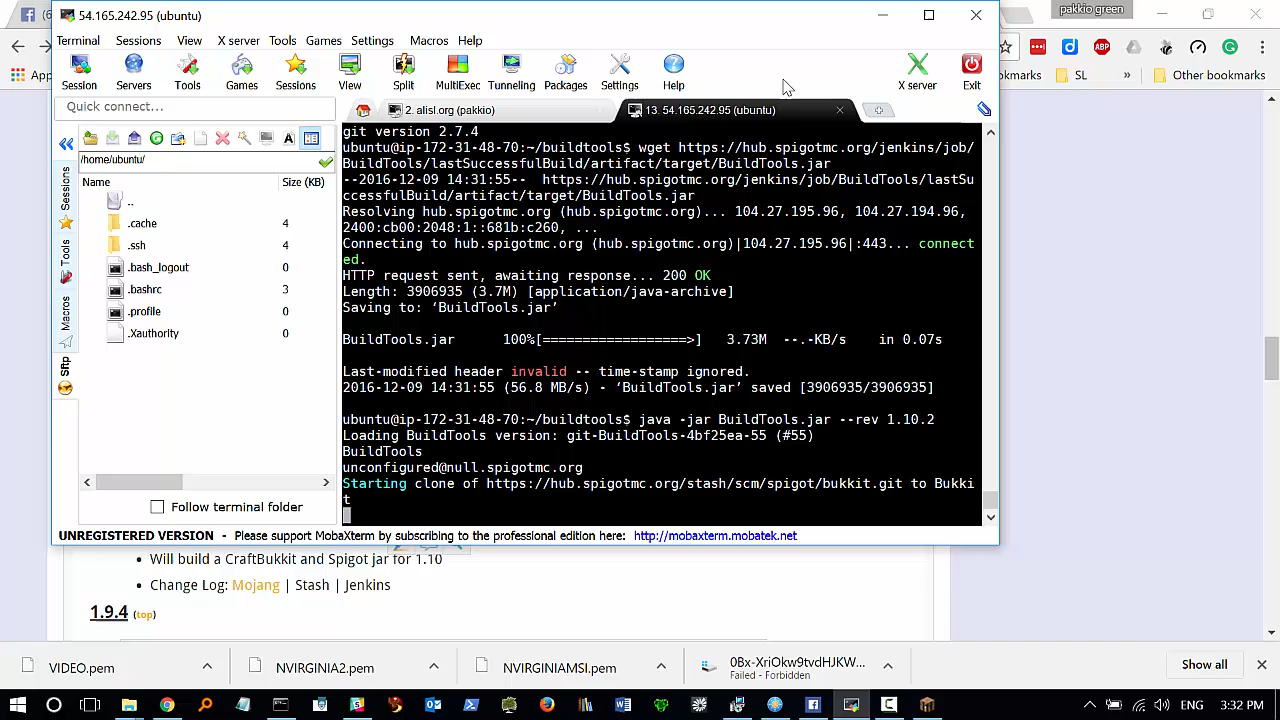 54.165.242.95 (ubuntu)
pakkio green
Terminal Sessions View X server Tools Games Settings Macros Help
Session Servers Tools Games Sessions View Split MultiExec Tunneling Packages Settings Help X server Exit
ABP
SL » Other bookmarks
Quick connect...
2. alisl.org (pakkio)
13. 54.165.242.95 (ubuntu)
/home/ubuntu/
Name Size (KB)
..
.cache 4
.ssh 4
.bash_logout 0
.bashrc 3
.profile 0
.Xauthority 0
Sessions
Tools
Macros
Sftp
Follow terminal folder
git version 2.7.4
ubuntu@ip-172-31-48-70:~/buildtools$ wget https://hub.spigotmc.org/jenkins/job/
BuildTools/lastSuccessfulBuild/artifact/target/BuildTools.jar
--2016-12-09 14:31:55-- https://hub.spigotmc.org/jenkins/job/BuildTools/lastSu
ccessfulBuild/artifact/target/BuildTools.jar
Resolving hub.spigotmc.org (hub.spigotmc.org)... 104.27.195.96, 104.27.194.96,
2400:cb00:2048:1::681b:c260, ...
Connecting to hub.spigotmc.org (hub.spigotmc.org)|104.27.195.96|:443... connect
ed.
HTTP request sent, awaiting response... 200 OK
Length: 3906935 (3.7M) [application/java-archive]
Saving to: ‘BuildTools.jar’
BuildTools.jar 100%[==================>] 3.73M --.-KB/s in 0.07s
Last-modified header invalid -- time-stamp ignored.
2016-12-09 14:31:55 (56.8 MB/s) - ‘BuildTools.jar’ saved [3906935/3906935]
ubuntu@ip-172-31-48-70:~/buildtools$ java -jar BuildTools.jar --rev 1.10.2
Loading BuildTools version: git-BuildTools-4bf25ea-55 (#55)
BuildTools
unconfigured@null.spigotmc.org
Starting clone of https://hub.spigotmc.org/stash/scm/spigot/bukkit.git to Bukki
t
UNREGISTERED VERSION - Please support MobaXterm by subscribing to the professional edition here: http://mobaxterm.mobatek.net
Will build a CraftBukkit and Spigot jar for 1.10
Change Log: Mojang | Stash | Jenkins
1.9.4 (top)
VIDEO.pem
NVIRGINIA2.pem
NVIRGINIAMSI.pem
0Bx-XriOkw9tvdHJKW...
Failed - Forbidden
Show all
ENG 3:32 PM